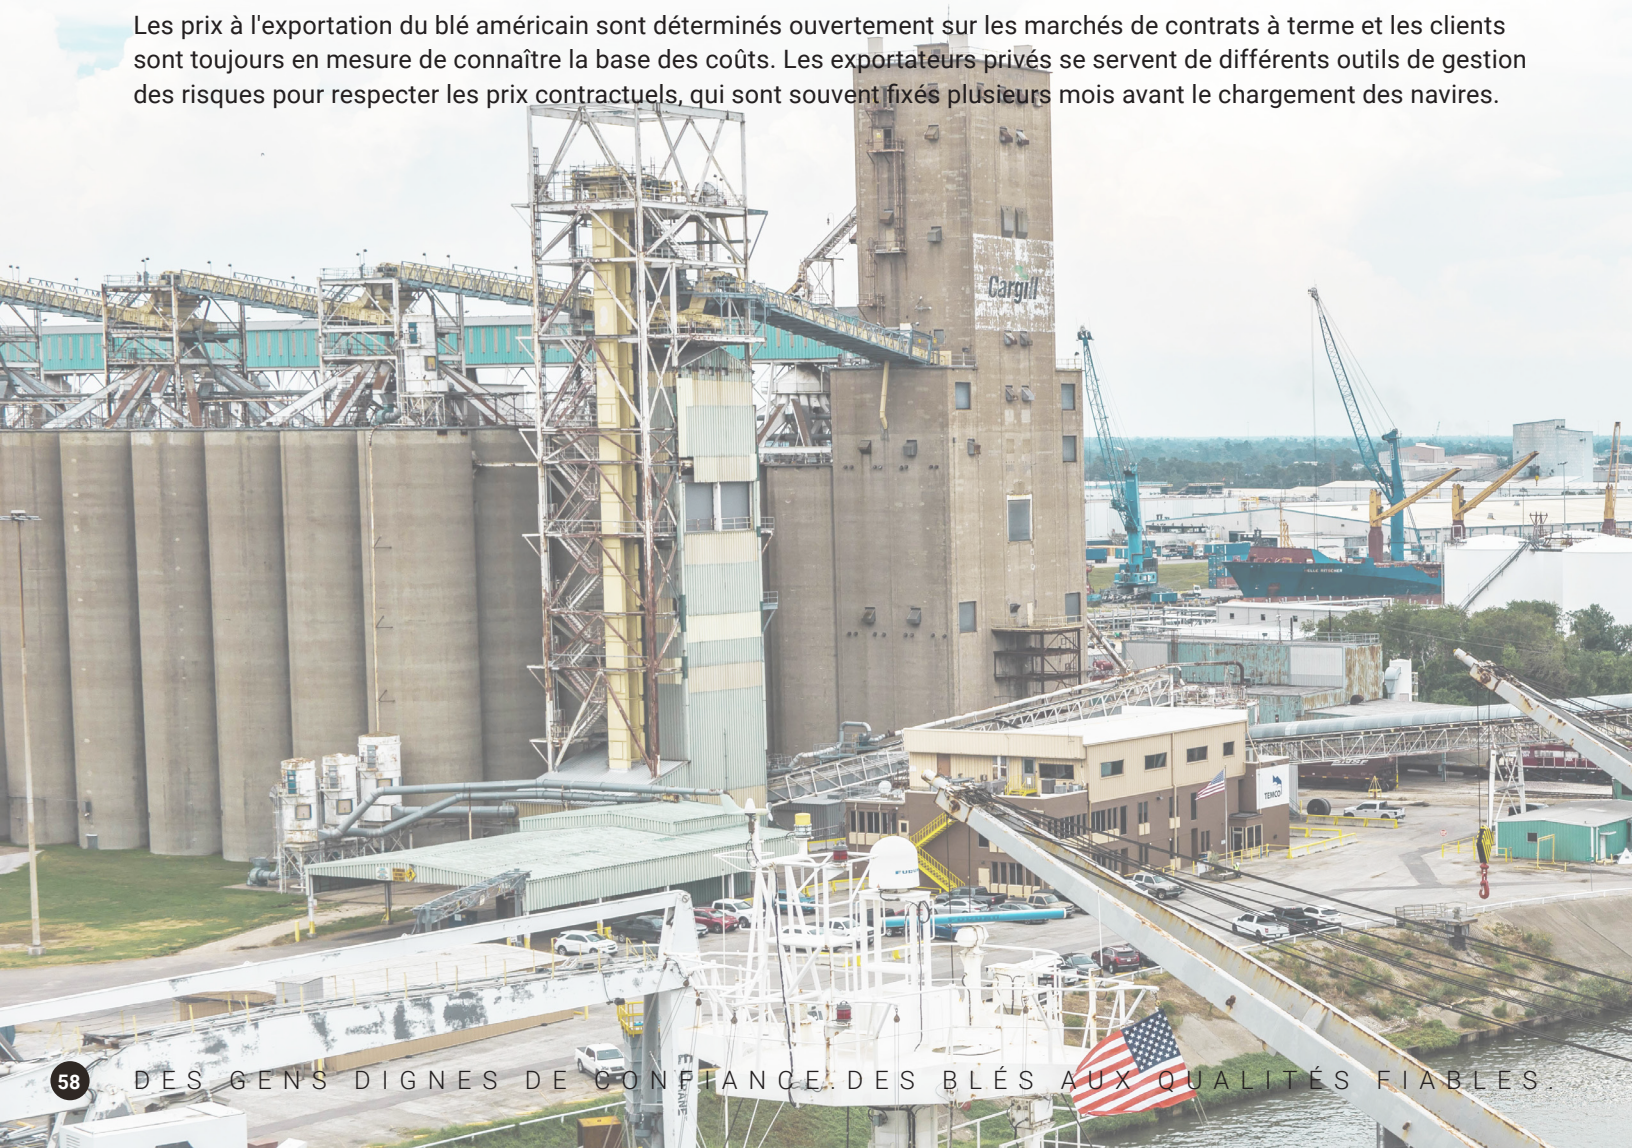 Les prix à l'exportation du blé américain sont déterminés ouvertement sur les marchés de contrats à terme et les clients
sont toujours en mesure de connaître la base des coûts. Les exportateurs privés se servent de différents outils de gestion
des risques pour respecter les prix contractuels, qui sont souvent fixés plusieurs mois avant le chargement des navires.
Cargill
TEMCO
58
DES GENS DIGNES DE CONFIANCE. DES BLÉS AUX QUALITÉS FIABLES.